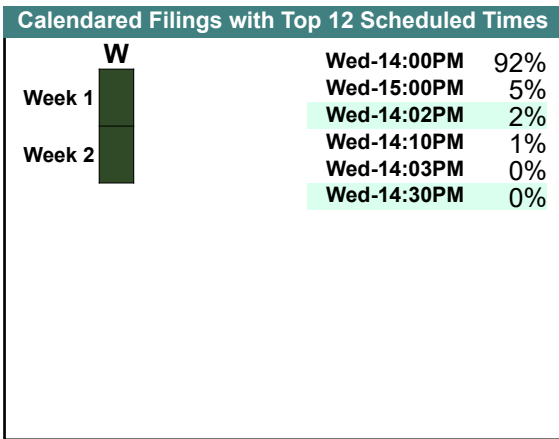 Calendared Filings with Top 12 Scheduled Times
W
Week 1
Week 2
Wed-14:00PM 92%
Wed-15:00PM 5%
Wed-14:02PM 2%
Wed-14:10PM 1%
Wed-14:03PM 0%
Wed-14:30PM 0%